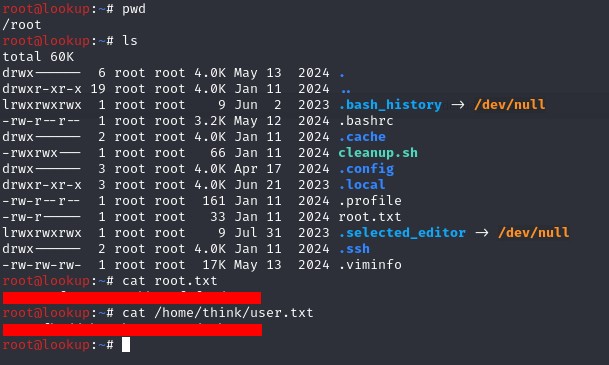 root@lookup:~# pwd
/root
root@lookup:~# ls
total 60K
drwx------ 6 root root 4.0K May 13 2024 .
drwxr-xr-x 19 root root 4.0K Jan 11 2024 ..
lrwxrwxrwx 1 root root 9 Jun 2 2023 .bash_history -> /dev/null
-rw-r--r-- 1 root root 3.2K May 12 2024 .bashrc
drwx------ 2 root root 4.0K Jan 11 2024 .cache
-rwxrwx--- 1 root root 66 Jan 11 2024 cleanup.sh
drwx------ 3 root root 4.0K Apr 17 2024 .config
drwxr-xr-x 3 root root 4.0K Jun 21 2023 .local
-rw-r--r-- 1 root root 161 Jan 11 2024 .profile
-rw-r----- 1 root root 33 Jan 11 2024 root.txt
lrwxrwxrwx 1 root root 9 Jul 31 2023 .selected_editor -> /dev/null
drwx------ 2 root root 4.0K Jan 11 2024 .ssh
-rw-rw-rw- 1 root root 17K May 13 2024 .viminfo
root@lookup:~# cat root.txt
root@lookup:~# cat /home/think/user.txt
root@lookup:~#